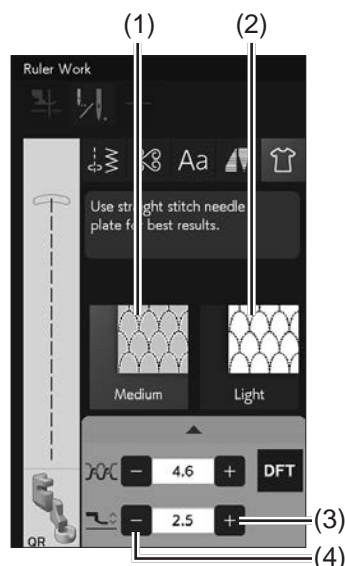 (1)
(2)
Ruler Work
Aa
Use straight stitch needle
plate for best results.
Medium
Light
− 4.6 + DFT
− 2.5 +
(3)
QR
(4)